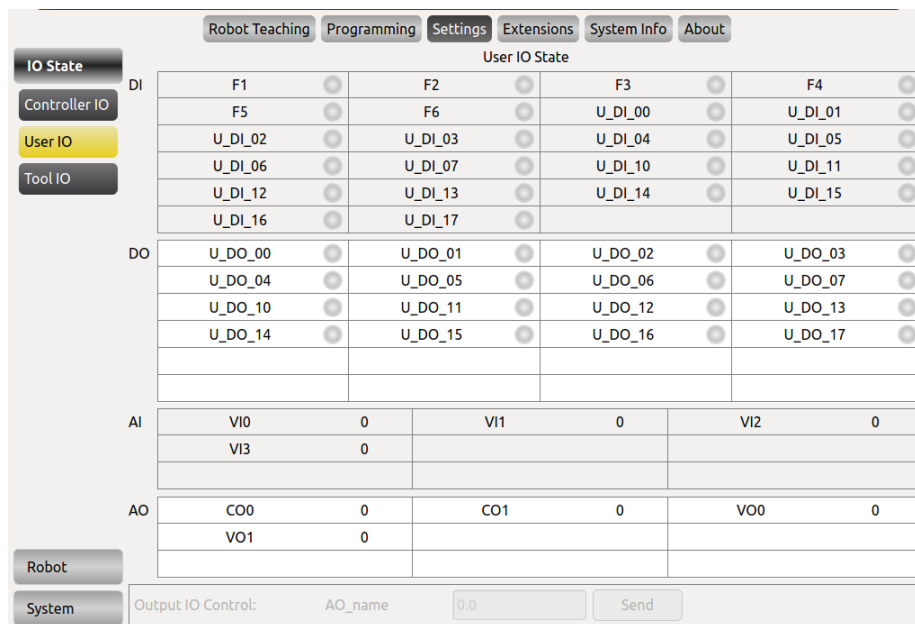 Robot Teaching Programming Settings Extensions System Info About
IO State
User IO State
Controller IO
User IO
Tool IO
DI F1 F2 F3 F4
F5 F6 U_DI_00 U_DI_01
U_DI_02 U_DI_03 U_DI_04 U_DI_05
U_DI_06 U_DI_07 U_DI_10 U_DI_11
U_DI_12 U_DI_13 U_DI_14 U_DI_15
U_DI_16 U_DI_17
DO U_DO_00 U_DO_01 U_DO_02 U_DO_03
U_DO_04 U_DO_05 U_DO_06 U_DO_07
U_DO_10 U_DO_11 U_DO_12 U_DO_13
U_DO_14 U_DO_15 U_DO_16 U_DO_17
AI VI0 0 VI1 0 VI2 0
VI3 0
AO CO0 0 CO1 0 VO0 0
VO1 0
Robot
System
Output IO Control: AO_name 0.0 Send